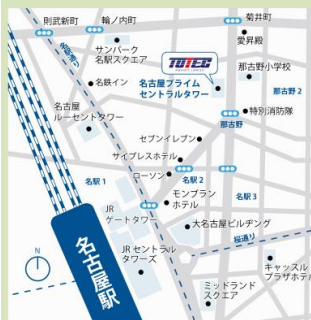 則武新町
輪ノ内町
菊井町
愛昇殿
サンパーク
名駅スクエア
名駅通り
TUTEC
那古野小学校
名鉄イン
名古屋プライム
セントラルタワー
那古野 2
名古屋
ルーセントタワー
特別消防隊
那古野
セブンイレブン
サイプレスホテル
ローソン
名駅 1
名駅 2
モンブラン
ホテル
名駅 3
JR
ゲートタワー
大名古屋ビルヂング
桜通り
名古屋駅
N
JR セントラル
タワーズ
キャッスル
プラザホテ
ミッドランド
スクエア